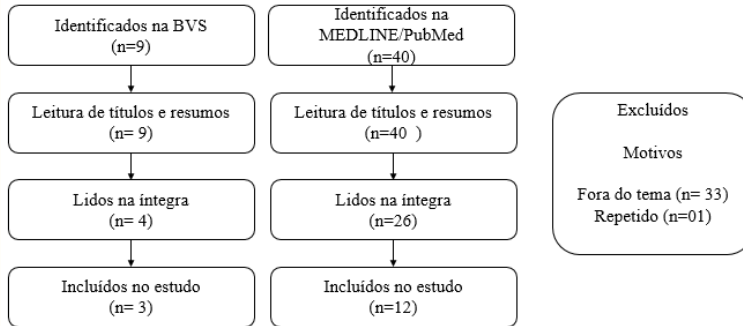 Identificados na BVS
(n=9)
Identificados na
MEDLINE/PubMed
(n=40)
Leitura de títulos e resumos
(n= 9)
Leitura de títulos e resumos
(n=40  )
Lidos na íntegra
(n= 4)
Lidos na íntegra
(n=26)
Incluídos no estudo
(n= 3)
Incluídos no estudo
(n=12)
Excluídos
Motivos
Fora do tema (n= 33)
Repetido (n=01)